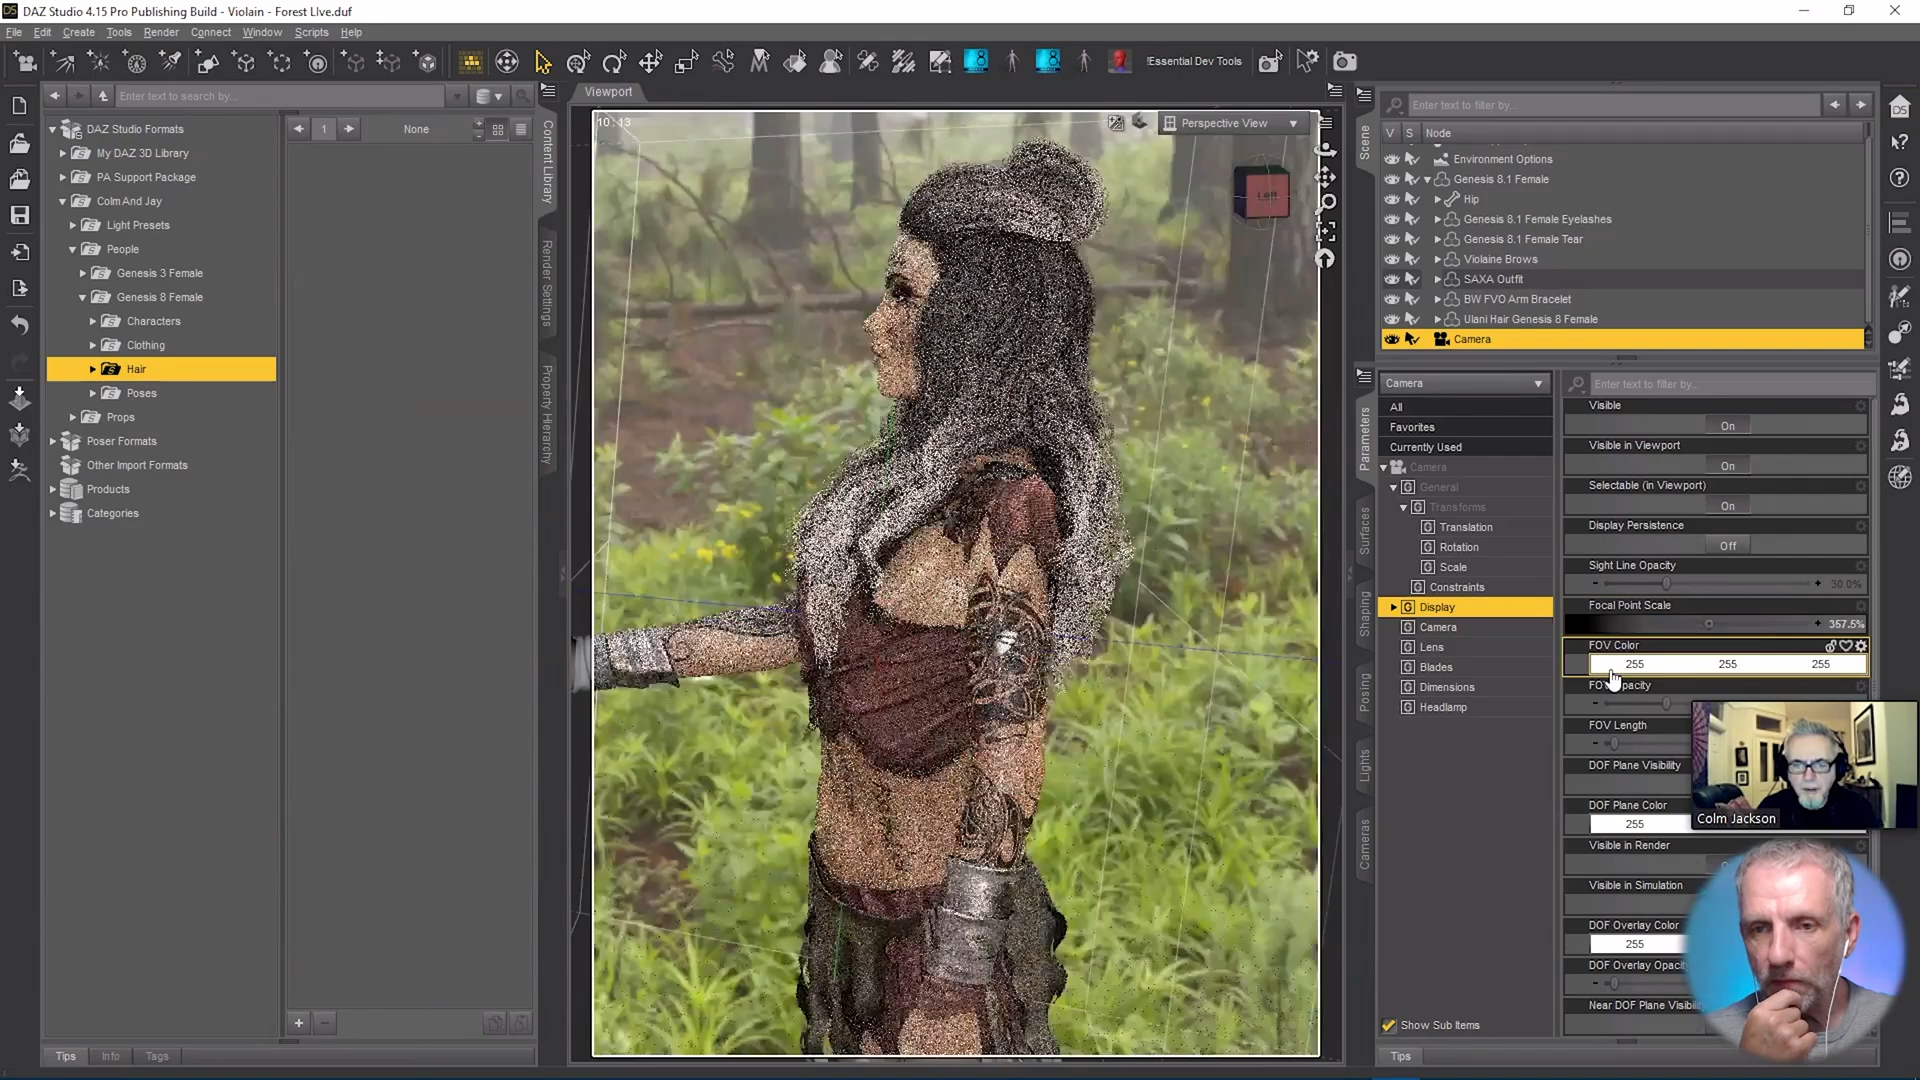 DAZ Studio 4.15 Pro Publishing Build - Violain - Forest LIve.duf
File Edit Create Tools Render Connect Window Scripts Help
!Essential Dev Tools
Enter text to search by...
DAZ Studio Formats
My DAZ 3D Library
PA Support Package
Colm And Jay
Light Presets
People
Genesis 3 Female
Genesis 8 Female
Characters
Clothing
Hair
Poses
Props
Poser Formats
Other Import Formats
Products
Categories
Tips Info Tags
1 None
Content Library
Render Settings
Property Hierarchy
Viewport
10 : 13
Perspective View
Left
Scene
Enter text to filter by...
V S Node
Environment Options
Genesis 8.1 Female
Hip
Genesis 8.1 Female Eyelashes
Genesis 8.1 Female Tear
Violaine Brows
SAXA Outfit
BW FVO Arm Bracelet
Ulani Hair Genesis 8 Female
Camera
Parameters
Surfaces
Shaping
Posing
Lights
Cameras
Camera
All
Favorites
Currently Used
Camera
General
Transforms
Translation
Rotation
Scale
Constraints
Display
Camera
Lens
Blades
Dimensions
Headlamp
Show Sub Items
Tips
Enter text to filter by...
Visible
On
Visible in Viewport
On
Selectable (in Viewport)
On
Display Persistence
Off
Sight Line Opacity
30.0%
Focal Point Scale
357.5%
FOV Color
255 255 255
FOV Length
DOF Plane Visibility
DOF Plane Color
255
Visible in Render
Visible in Simulation
DOF Overlay Color
255
DOF Overlay Opacity
Near DOF Plane
Colm Jackson